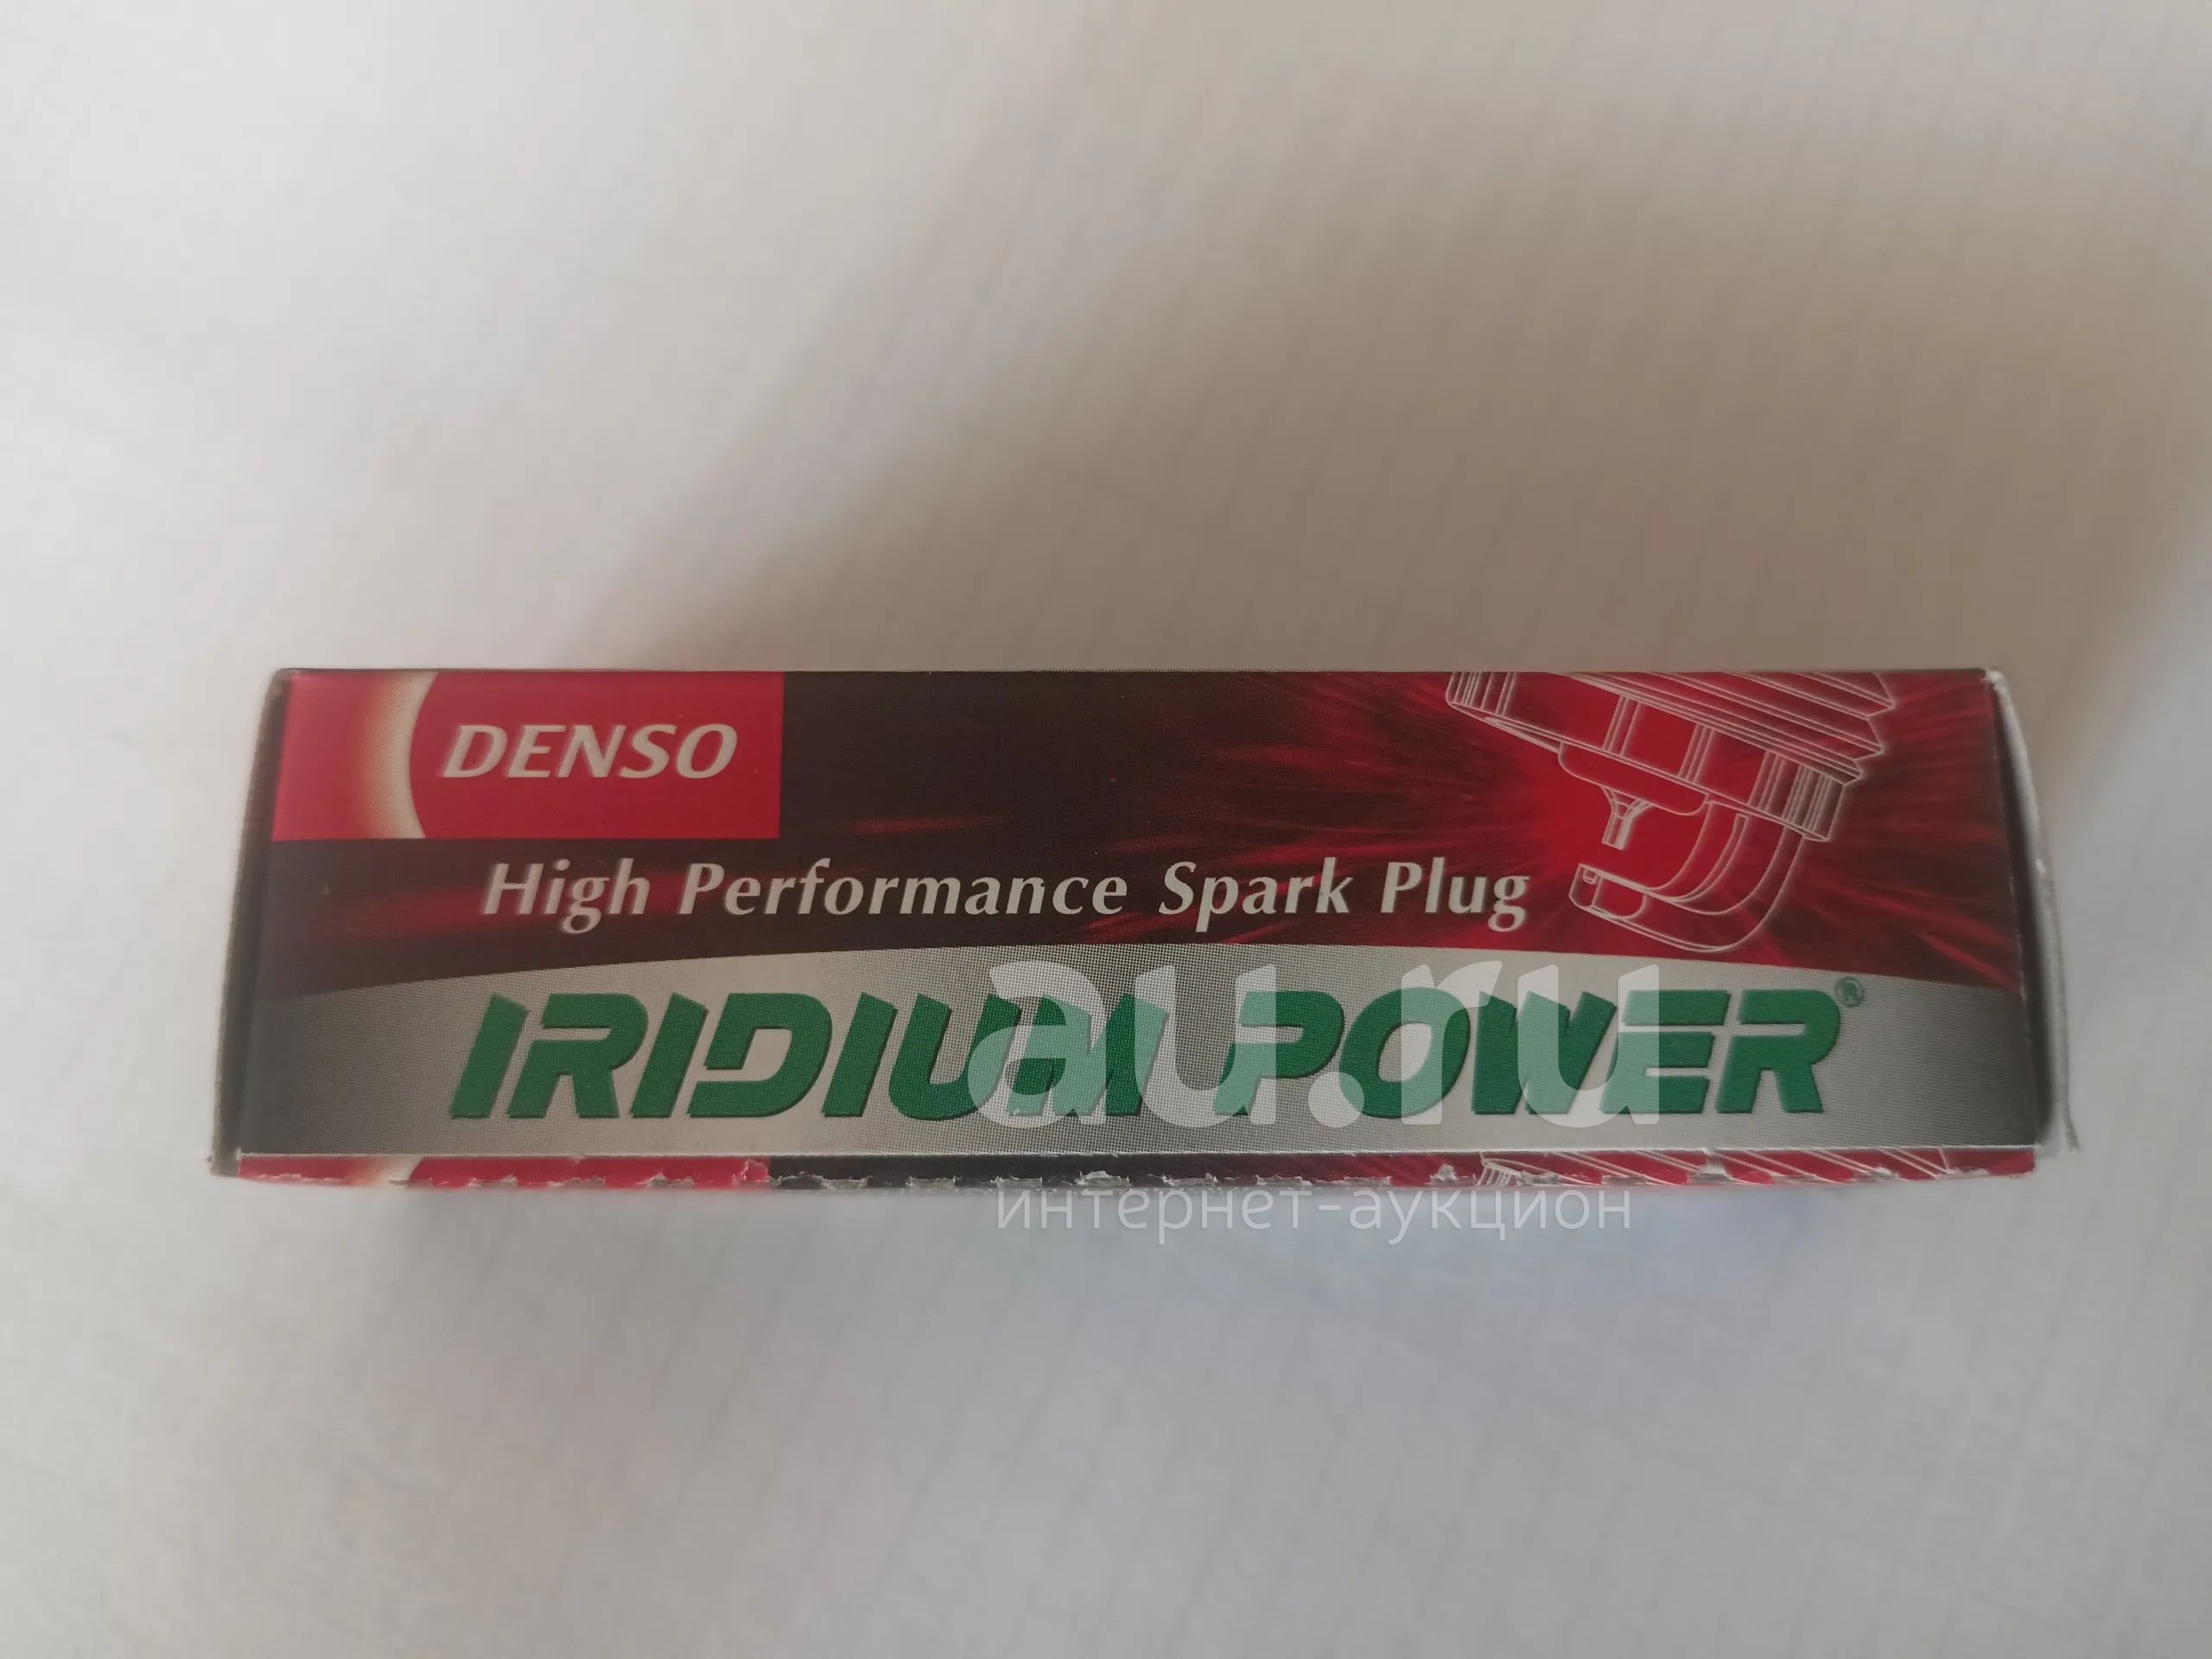 DENSO
High Performance Spark Plug
IRIDIUM POWER®
au.ru
интернет-аукцион